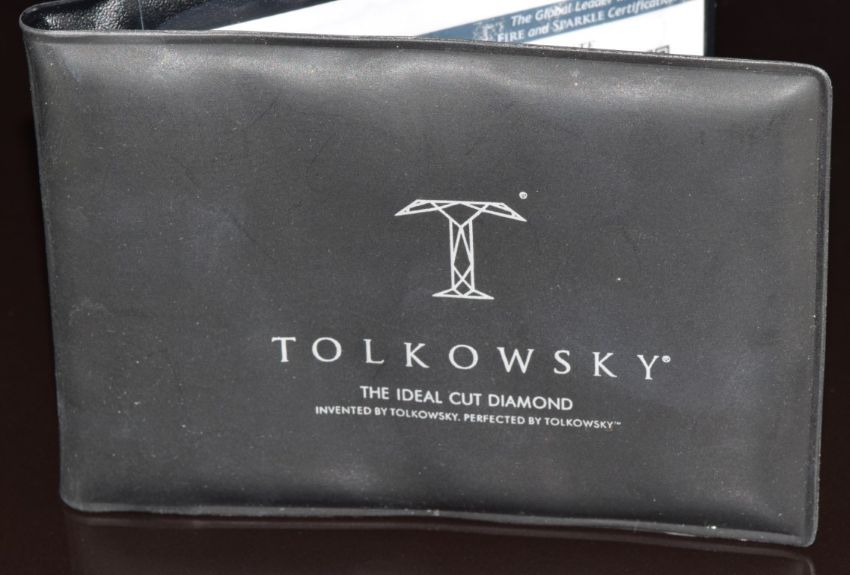 The Global Leader
FIRE and SPARKLE Certification
T®
TOLKOWSKY®
THE IDEAL CUT DIAMOND
INVENTED BY TOLKOWSKY. PERFECTED BY TOLKOWSKY™